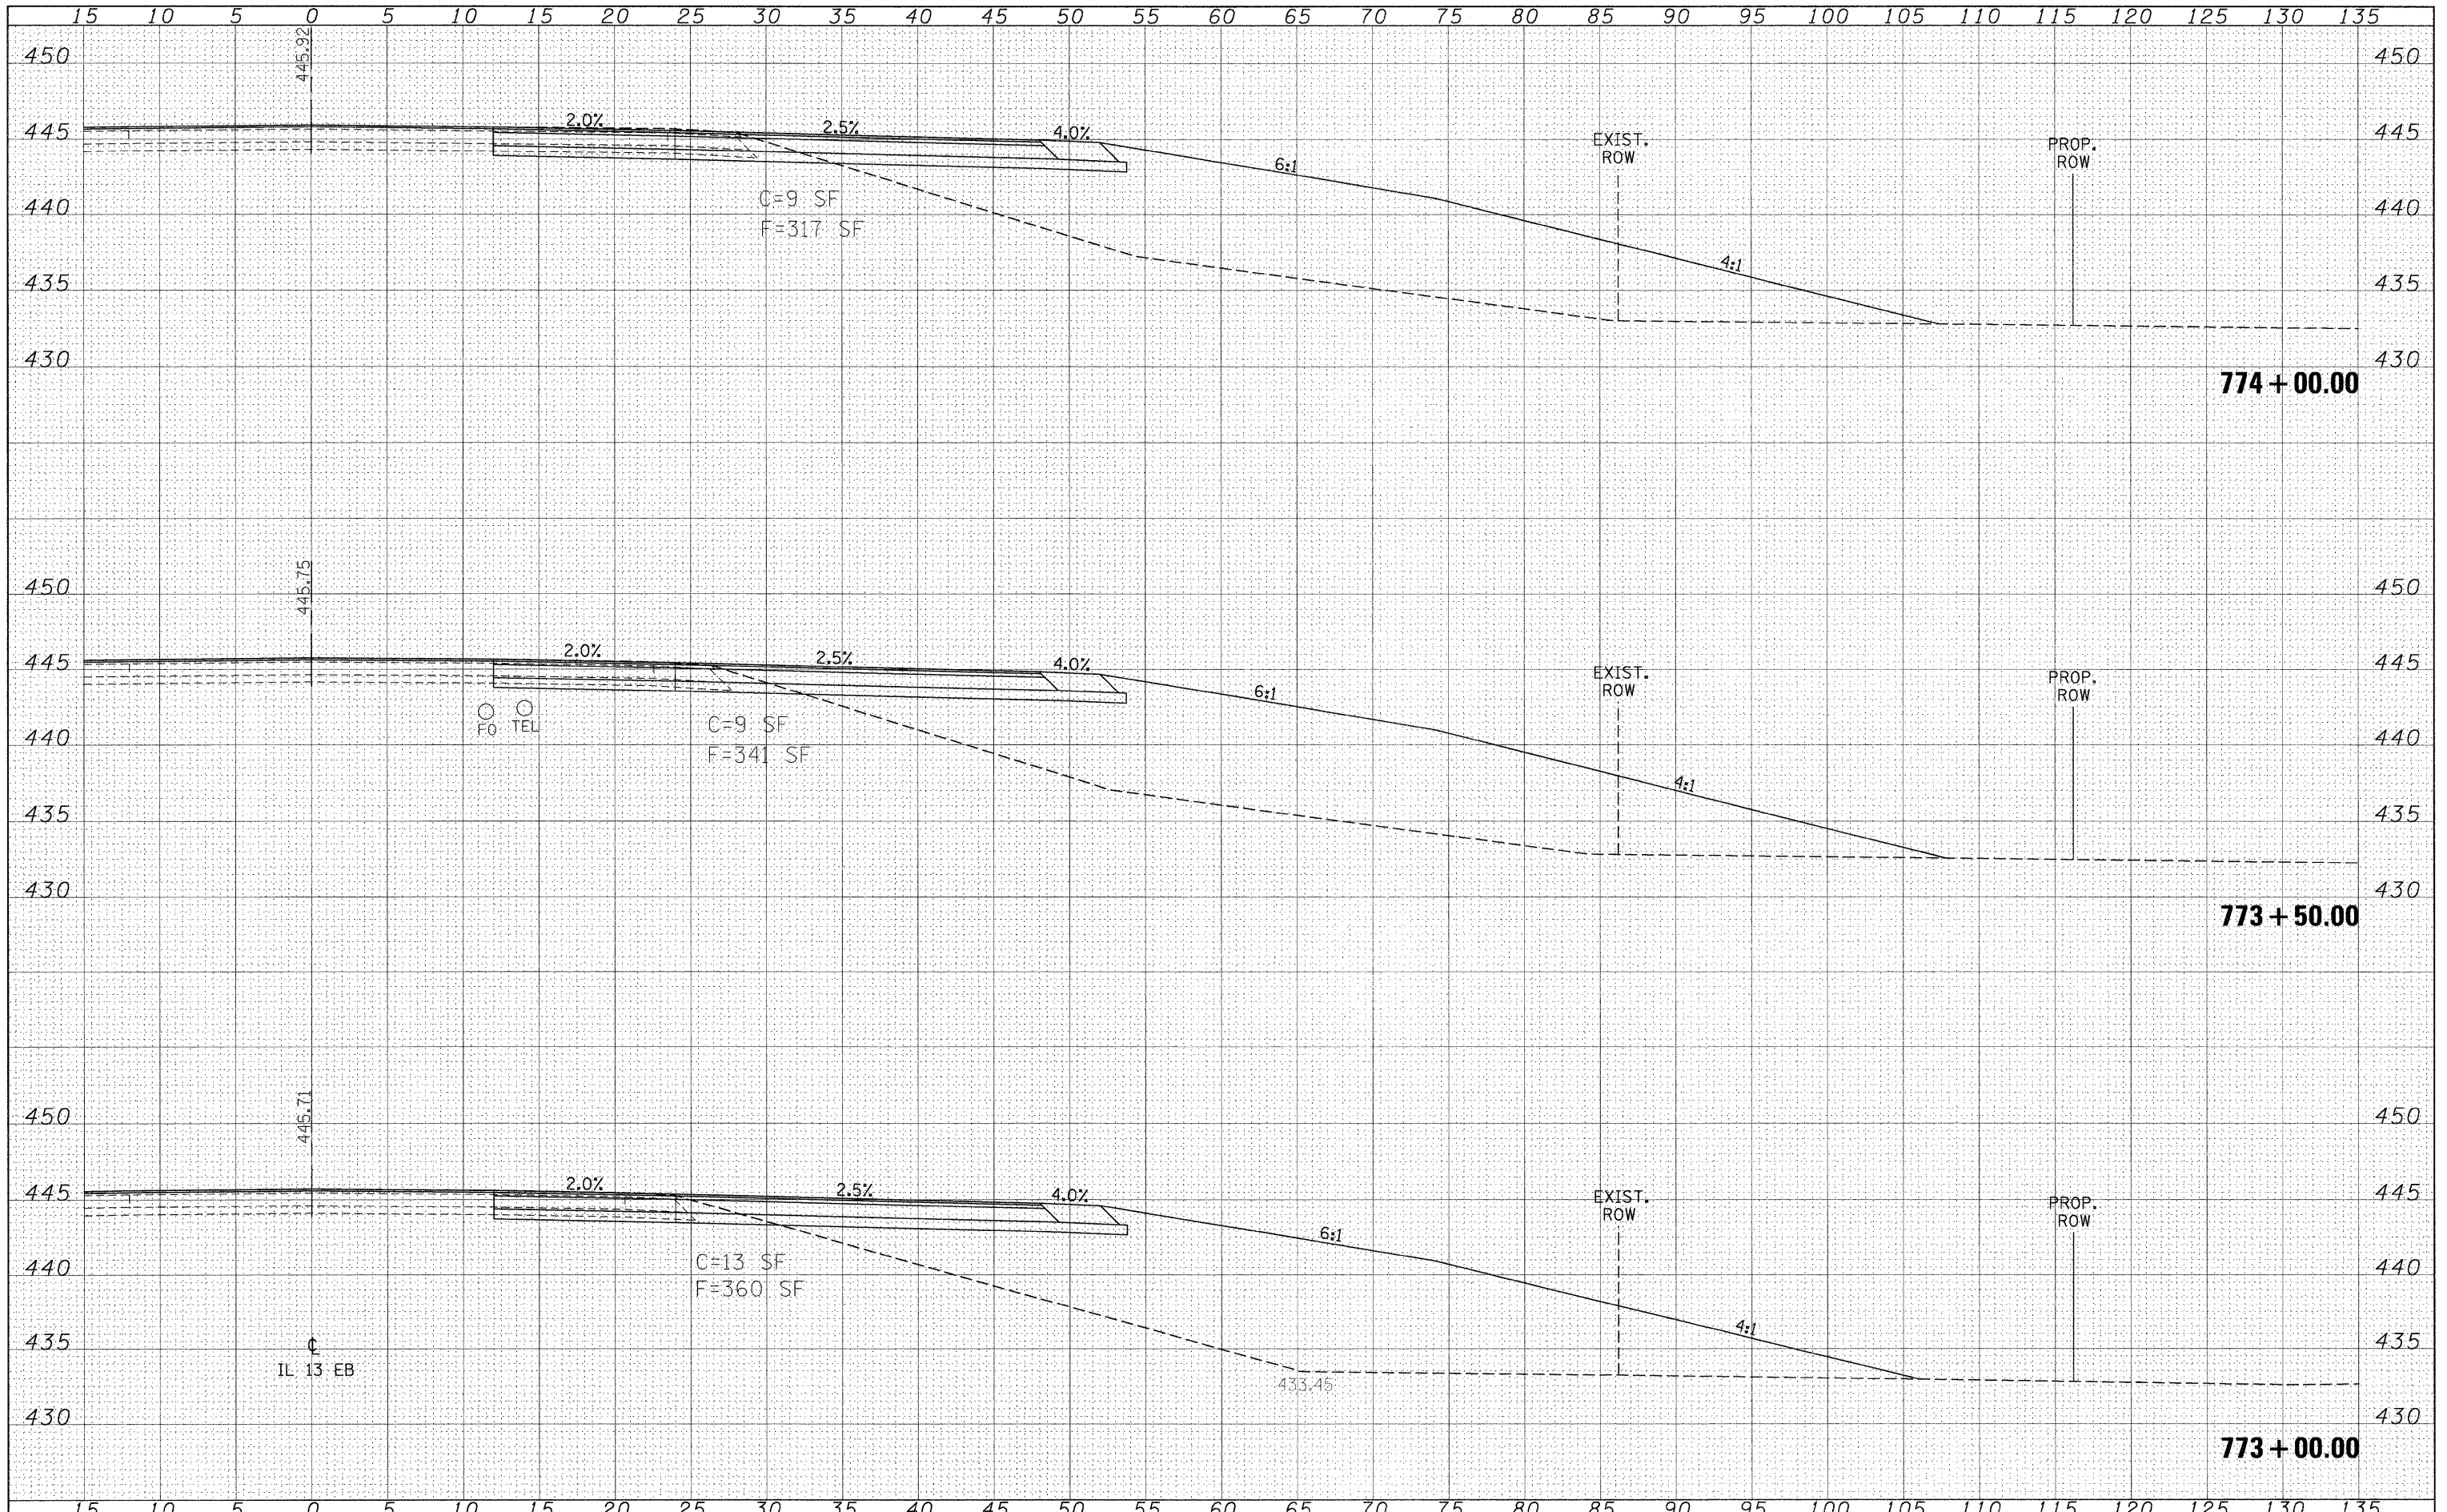 15 10 5 0 5 10 15 20 25 30 35 40 45 50 55 60 65 70 75 80 85 90 95 100 105 110 115 120 125 130 135
445.92
450 450
445 2.0% 2.5% 4.0% 445
EXIST.
ROW
PROP.
ROW
6:1
C=9 SF
F=317 SF
440 440
4:1
435 435
430 430
774+00.00
445.75
450 450
445 2.0% 2.5% 4.0% 445
EXIST.
ROW
PROP.
ROW
6:1
FO TEL
C=9 SF
F=341 SF
440 440
4:1
435 435
430 430
773+50.00
445.71
450 450
445 2.0% 2.5% 4.0% 445
EXIST.
ROW
PROP.
ROW
6:1
C=13 SF
F=360 SF
440 440
4:1
435 435
℄
IL 13 EB
433.45
430 430
773+00.00
15 10 5 0 5 10 15 20 25 30 35 40 45 50 55 60 65 70 75 80 85 90 95 100 105 110 115 120 125 130 135